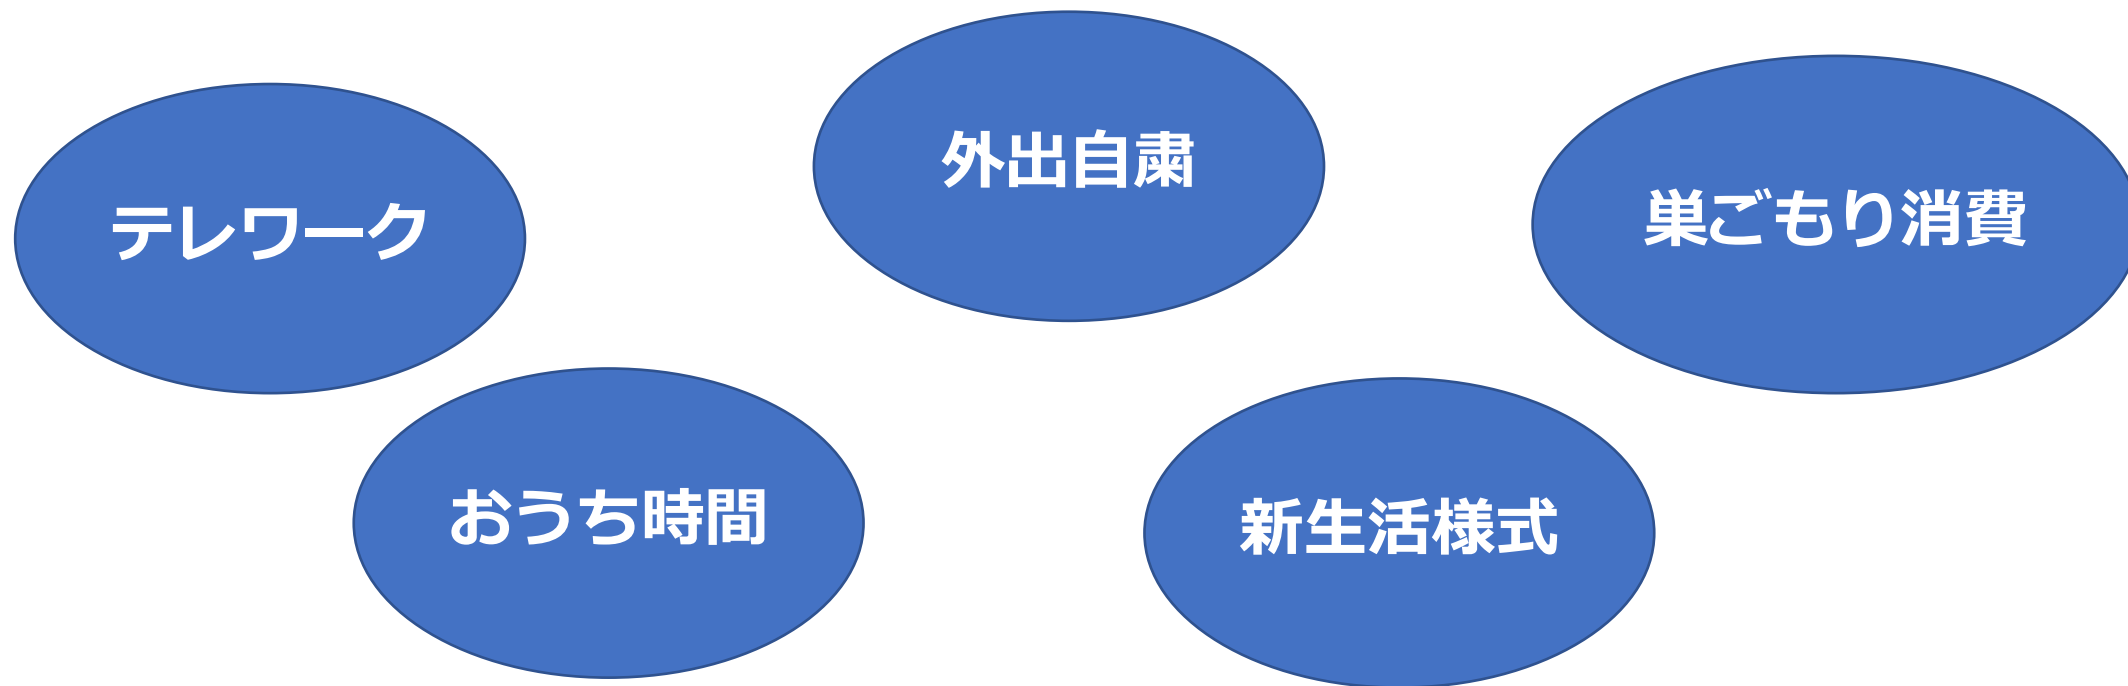 テレワーク
外出自粛
巣ごもり消費
おうち時間
新生活様式